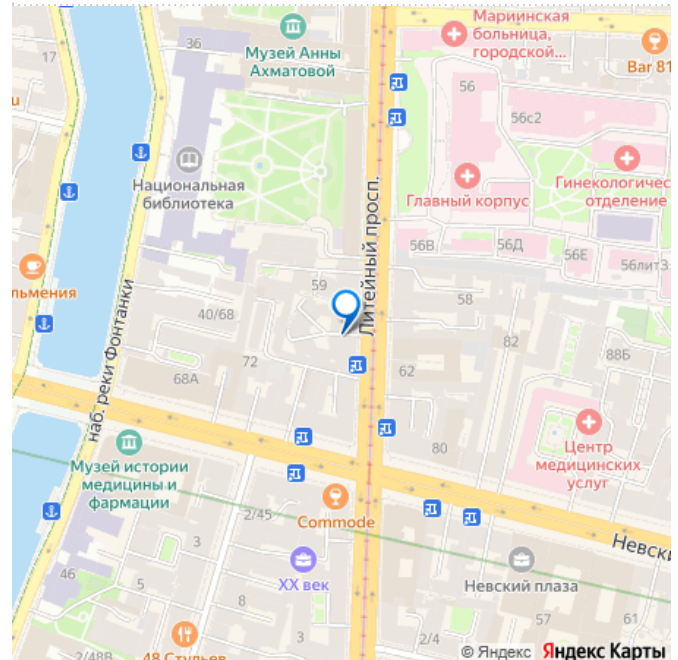 Мариинская
больница,
городской...
36
Музей Анны
Ахматовой
17
Bar 81
u
56
56с2
Национальная
библиотека
Главный корпус
Гинекологичес
отделение
Литейный просп.
56В
56Д
56Е
56литЗ
59
58
льмения
40/68
82
наб. реки Фонтанки
72
88Б
68А
62
80
Центр
медицинских
услуг
Музей истории
медицины и
фармации
Commode
2/45
Невски
3
XX век
Невский плаза
46
5
8
57
61
3
2/4
48 Стульев
2/48В
© Яндекс Яндекс Карты